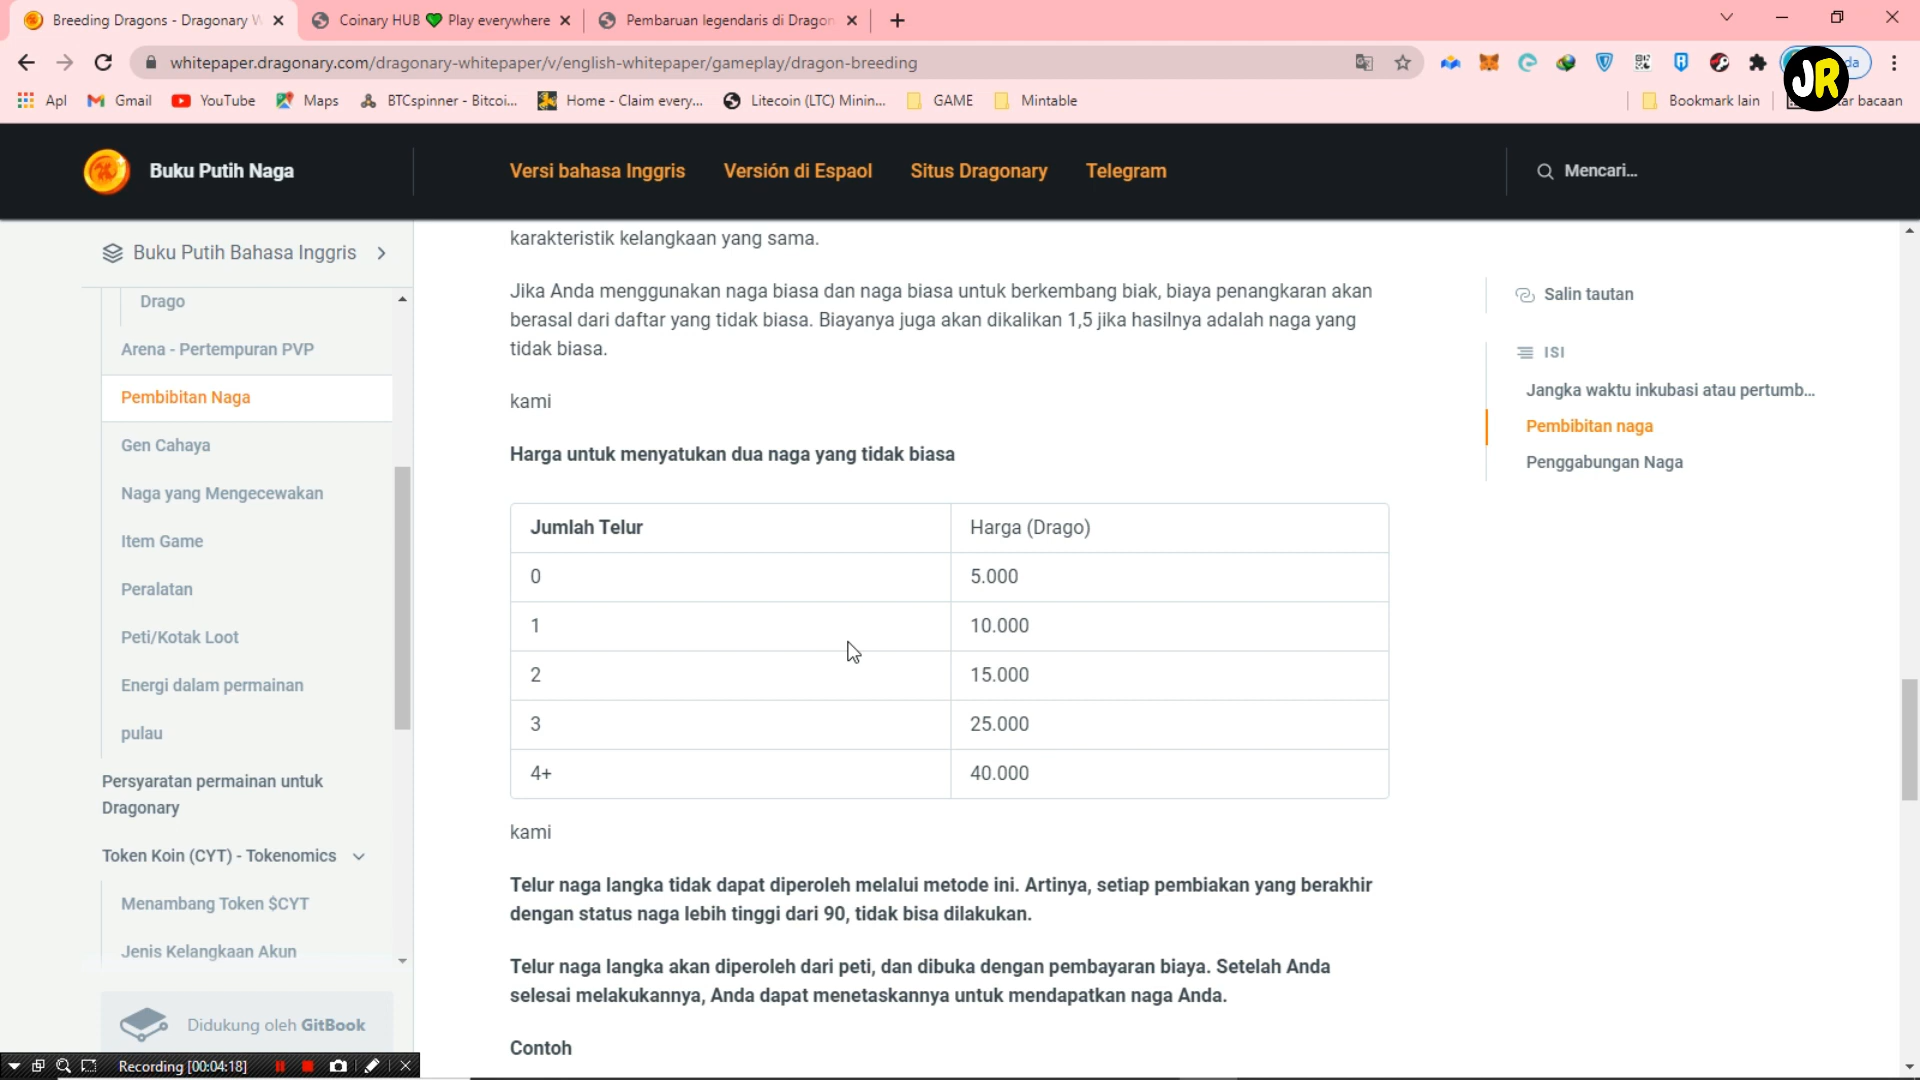 Breeding Dragons - Dragonary W
Coinary HUB 💚 Play everywhere
Pembaruan legendaris di Dragon
whitepaper.dragonary.com/dragonary-whitepaper/v/english-whitepaper/gameplay/dragon-breeding
da
JR
Apl
Gmail
YouTube
Maps
BTCspinner - Bitcoi...
Home - Claim every...
Litecoin (LTC) Minin...
GAME
Mintable
Bookmark lain
ar bacaan
Buku Putih Naga
Versi bahasa Inggris
Versión di Espaol
Situs Dragonary
Telegram
Mencari...
Buku Putih Bahasa Inggris
Drago
Arena - Pertempuran PVP
Pembibitan Naga
Gen Cahaya
Naga yang Mengecewakan
Item Game
Peralatan
Peti/Kotak Loot
Energi dalam permainan
pulau
Persyaratan permainan untuk
Dragonary
Token Koin (CYT) - Tokenomics
Menambang Token $CYT
Jenis Kelangkaan Akun
Didukung oleh GitBook
karakteristik kelangkaan yang sama.
Jika Anda menggunakan naga biasa dan naga biasa untuk berkembang biak, biaya penangkaran akan
berasal dari daftar yang tidak biasa. Biayanya juga akan dikalikan 1,5 jika hasilnya adalah naga yang
tidak biasa.
kami
Harga untuk menyatukan dua naga yang tidak biasa
Jumlah Telur Harga (Drago)
0 5.000
1 10.000
2 15.000
3 25.000
4+ 40.000
kami
Telur naga langka tidak dapat diperoleh melalui metode ini. Artinya, setiap pembiakan yang berakhir
dengan status naga lebih tinggi dari 90, tidak bisa dilakukan.
Telur naga langka akan diperoleh dari peti, dan dibuka dengan pembayaran biaya. Setelah Anda
selesai melakukannya, Anda dapat menetaskannya untuk mendapatkan naga Anda.
Contoh
Salin tautan
ISI
Jangka waktu inkubasi atau pertumb...
Pembibitan naga
Penggabungan Naga
Recording [00:04:18]